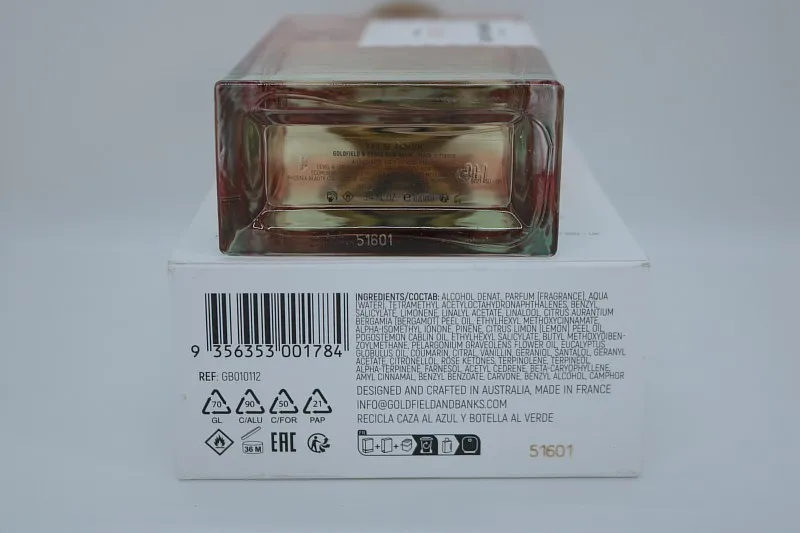 51601
INGREDIENTS/COCTAB: ALCOHOL DENAT, PARFUM [FRAGRANCE], AQUA
[WATER], TETRAMETHYL ACETYLOCTAHYDRONAPHTHALENES, BENZYL
SALICYLATE, LIMONENE, LINALYL ACETATE, LINALOOL, CITRUS AURANTIUM
BERGAMIA [BERGAMOT] PEEL OIL, ETHYLHEXYL METHOXYCINNAMATE,
ALPHA-ISOMETHYL IONONE, PINENE, CITRUS LIMON [LEMON] PEEL OIL,
POGOSTEMON CABLIN OIL, ETHYLHEXYL SALICYLATE, BUTYL METHOXYDIBEN-
ZOYLMETHANE, PELARGONIUM GRAVEOLENS FLOWER OIL, EUCALYPTUS
GLOBULUS OIL, COUMARIN, CITRAL, VANILLIN, GERANIOL, SANTALOL, GERANYL
ACETATE, CITRONELLOL, ROSE KETONES, TERPINOLENE, TERPINEOL,
ALPHA-TERPINENE, FARNESOL, ACETYL CEDRENE, BETA-CARYOPHYLLENE,
AMYL CINNAMAL, BENZYL BENZOATE, CARVONE, BENZYL ALCOHOL, CAMPHOR
9 356353 001784
REF: GB010112
DESIGNED AND CRAFTED IN AUSTRALIA, MADE IN FRANCE
INFO@GOLDFIELDANDBANKS.COM
RECICLA CAZA AL AZUL Y BOTELLA AL VERDE
70 90 50 21
GL C/ALU C/FOR PAP
36 M EAC
FR
51601